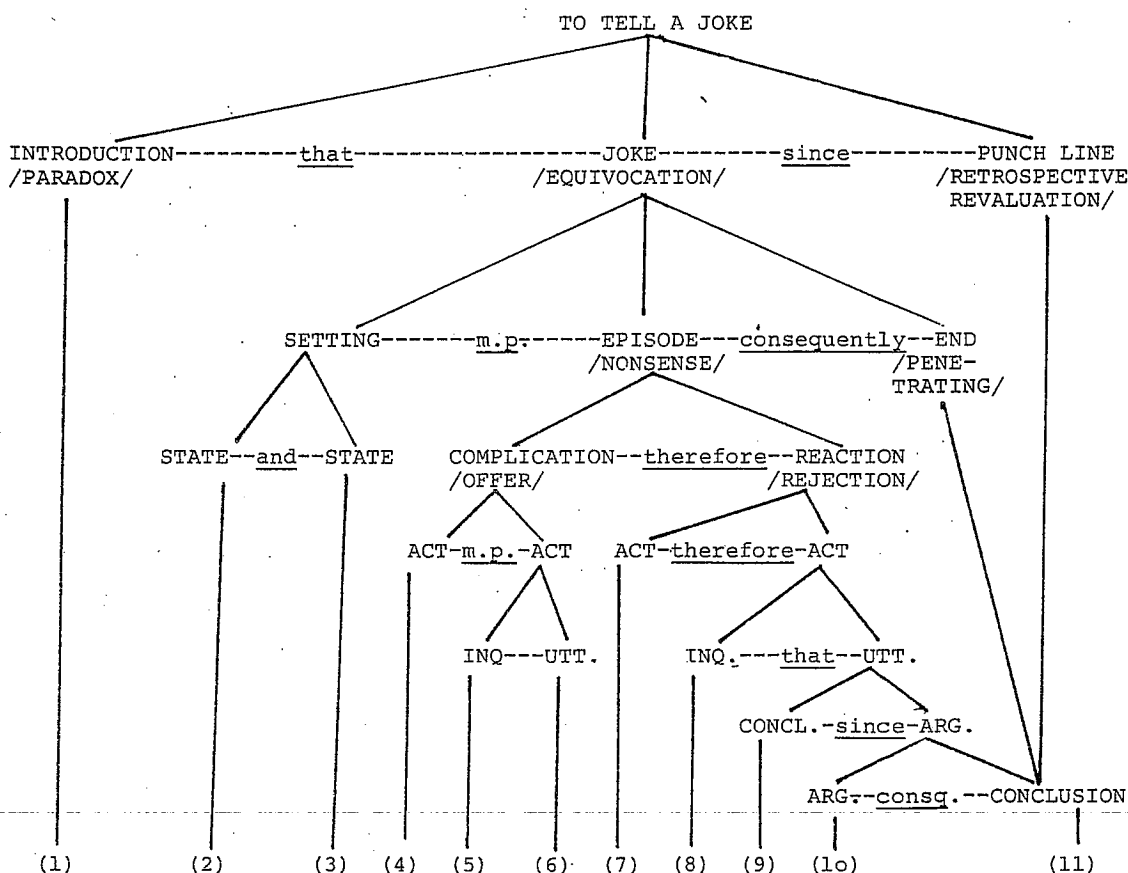 TO TELL A JOKE
INTRODUCTION that JOKE since PUNCH LINE
/PARADOX/ /EQUIVOCATION/ /RETROSPECTIVE
REVALUATION/
SETTING m.p. EPISODE consequently END
/NONSENSE/ /PENE-
TRATING/
STATE--and--STATE COMPLICATION--therefore--REACTION
/OFFER/ /REJECTION/
ACT-m.p.-ACT ACT-therefore-ACT
INQ---UTT. INQ.---that--UTT.
CONCL.-since-ARG.
ARG.--consq.--CONCLUSION
(1) (2) (3) (4) (5) (6) (7) (8) (9) (1o) (11)